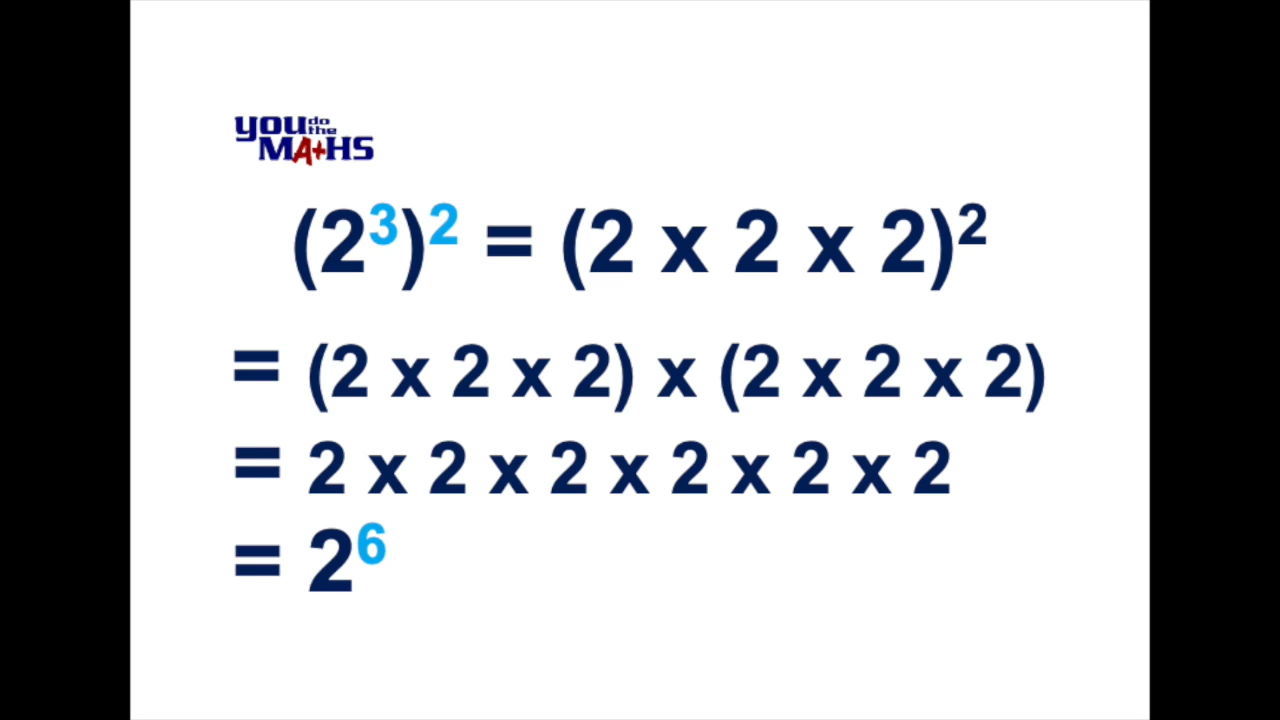 you do the
MATHS
(2³)² = (2 x 2 x 2)²
= (2 x 2 x 2) x (2 x 2 x 2)
= 2 x 2 x 2 x 2 x 2 x 2
= 2⁶